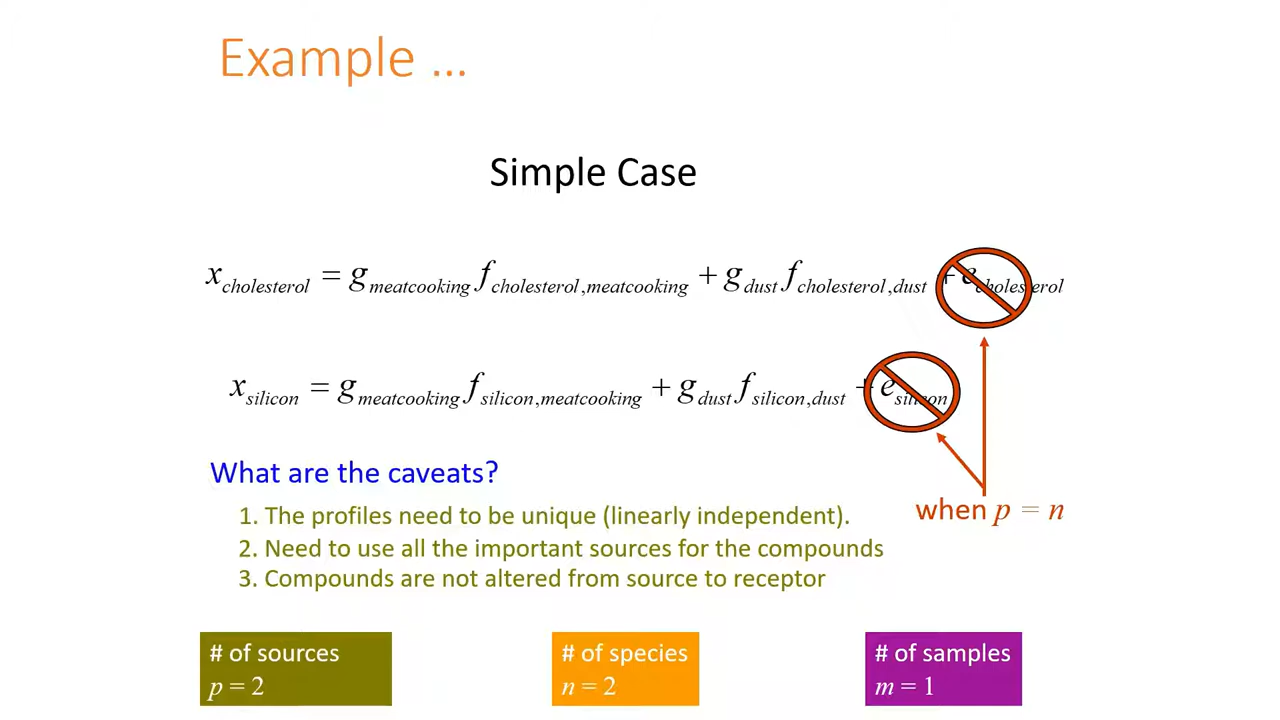 Example ...
Simple Case
x_cholesterol = g_meatcooking f_cholesterol,meatcooking + g_dust f_cholesterol,dust + e_cholesterol
x_silicon = g_meatcooking f_silicon,meatcooking + g_dust f_silicon,dust + e_silicon
What are the caveats?
1. The profiles need to be unique (linearly independent).
when p = n
2. Need to use all the important sources for the compounds
3. Compounds are not altered from source to receptor
# of sources
p = 2
# of species
n = 2
# of samples
m = 1